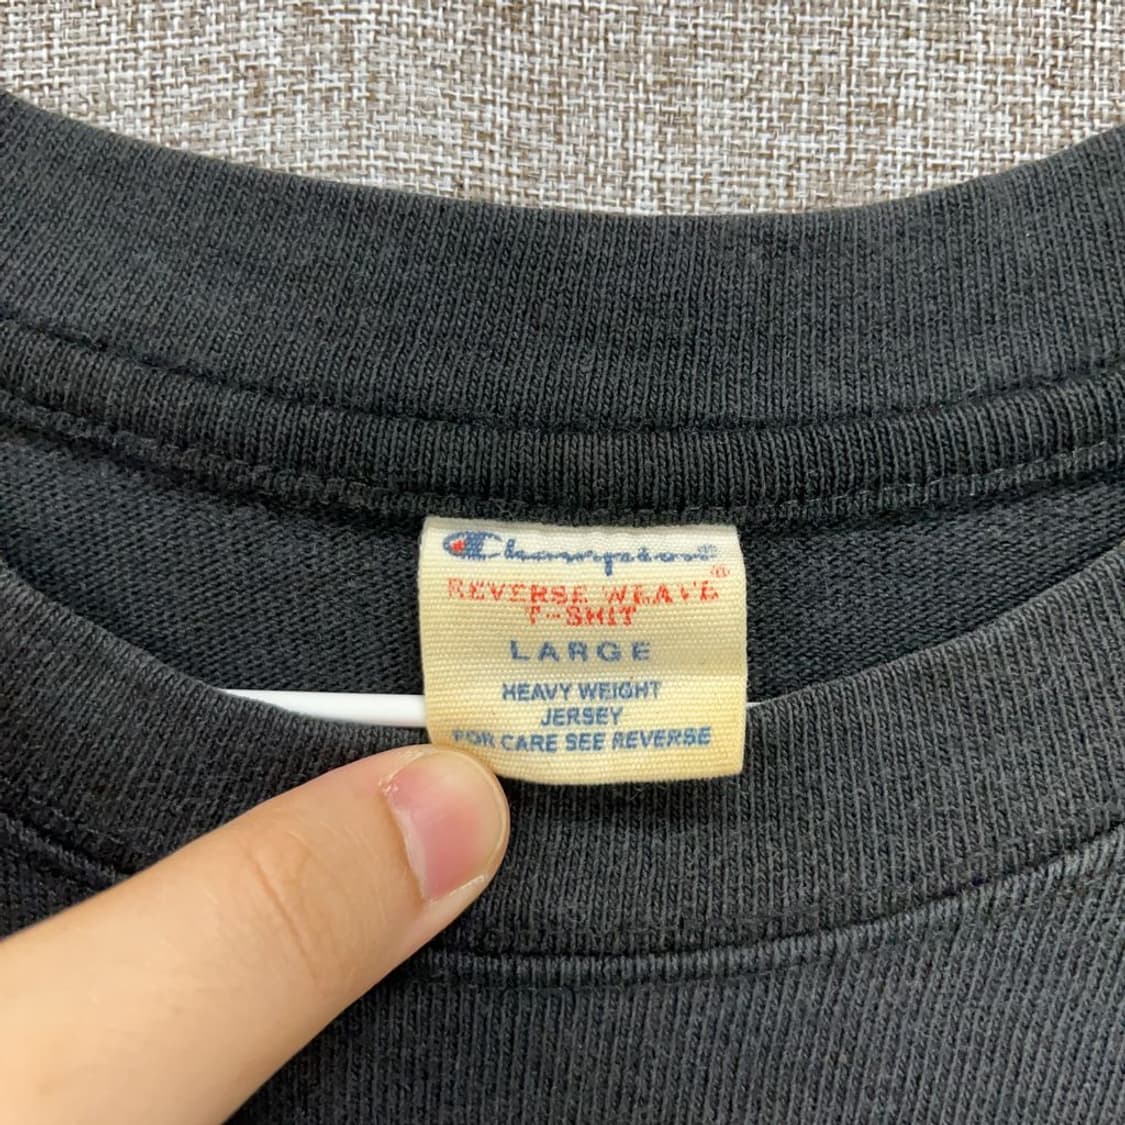 Champion®
REVERSE WEAVE®
T-SHIT
LARGE
HEAVY WEIGHT
JERSEY
FOR CARE SEE REVERSE